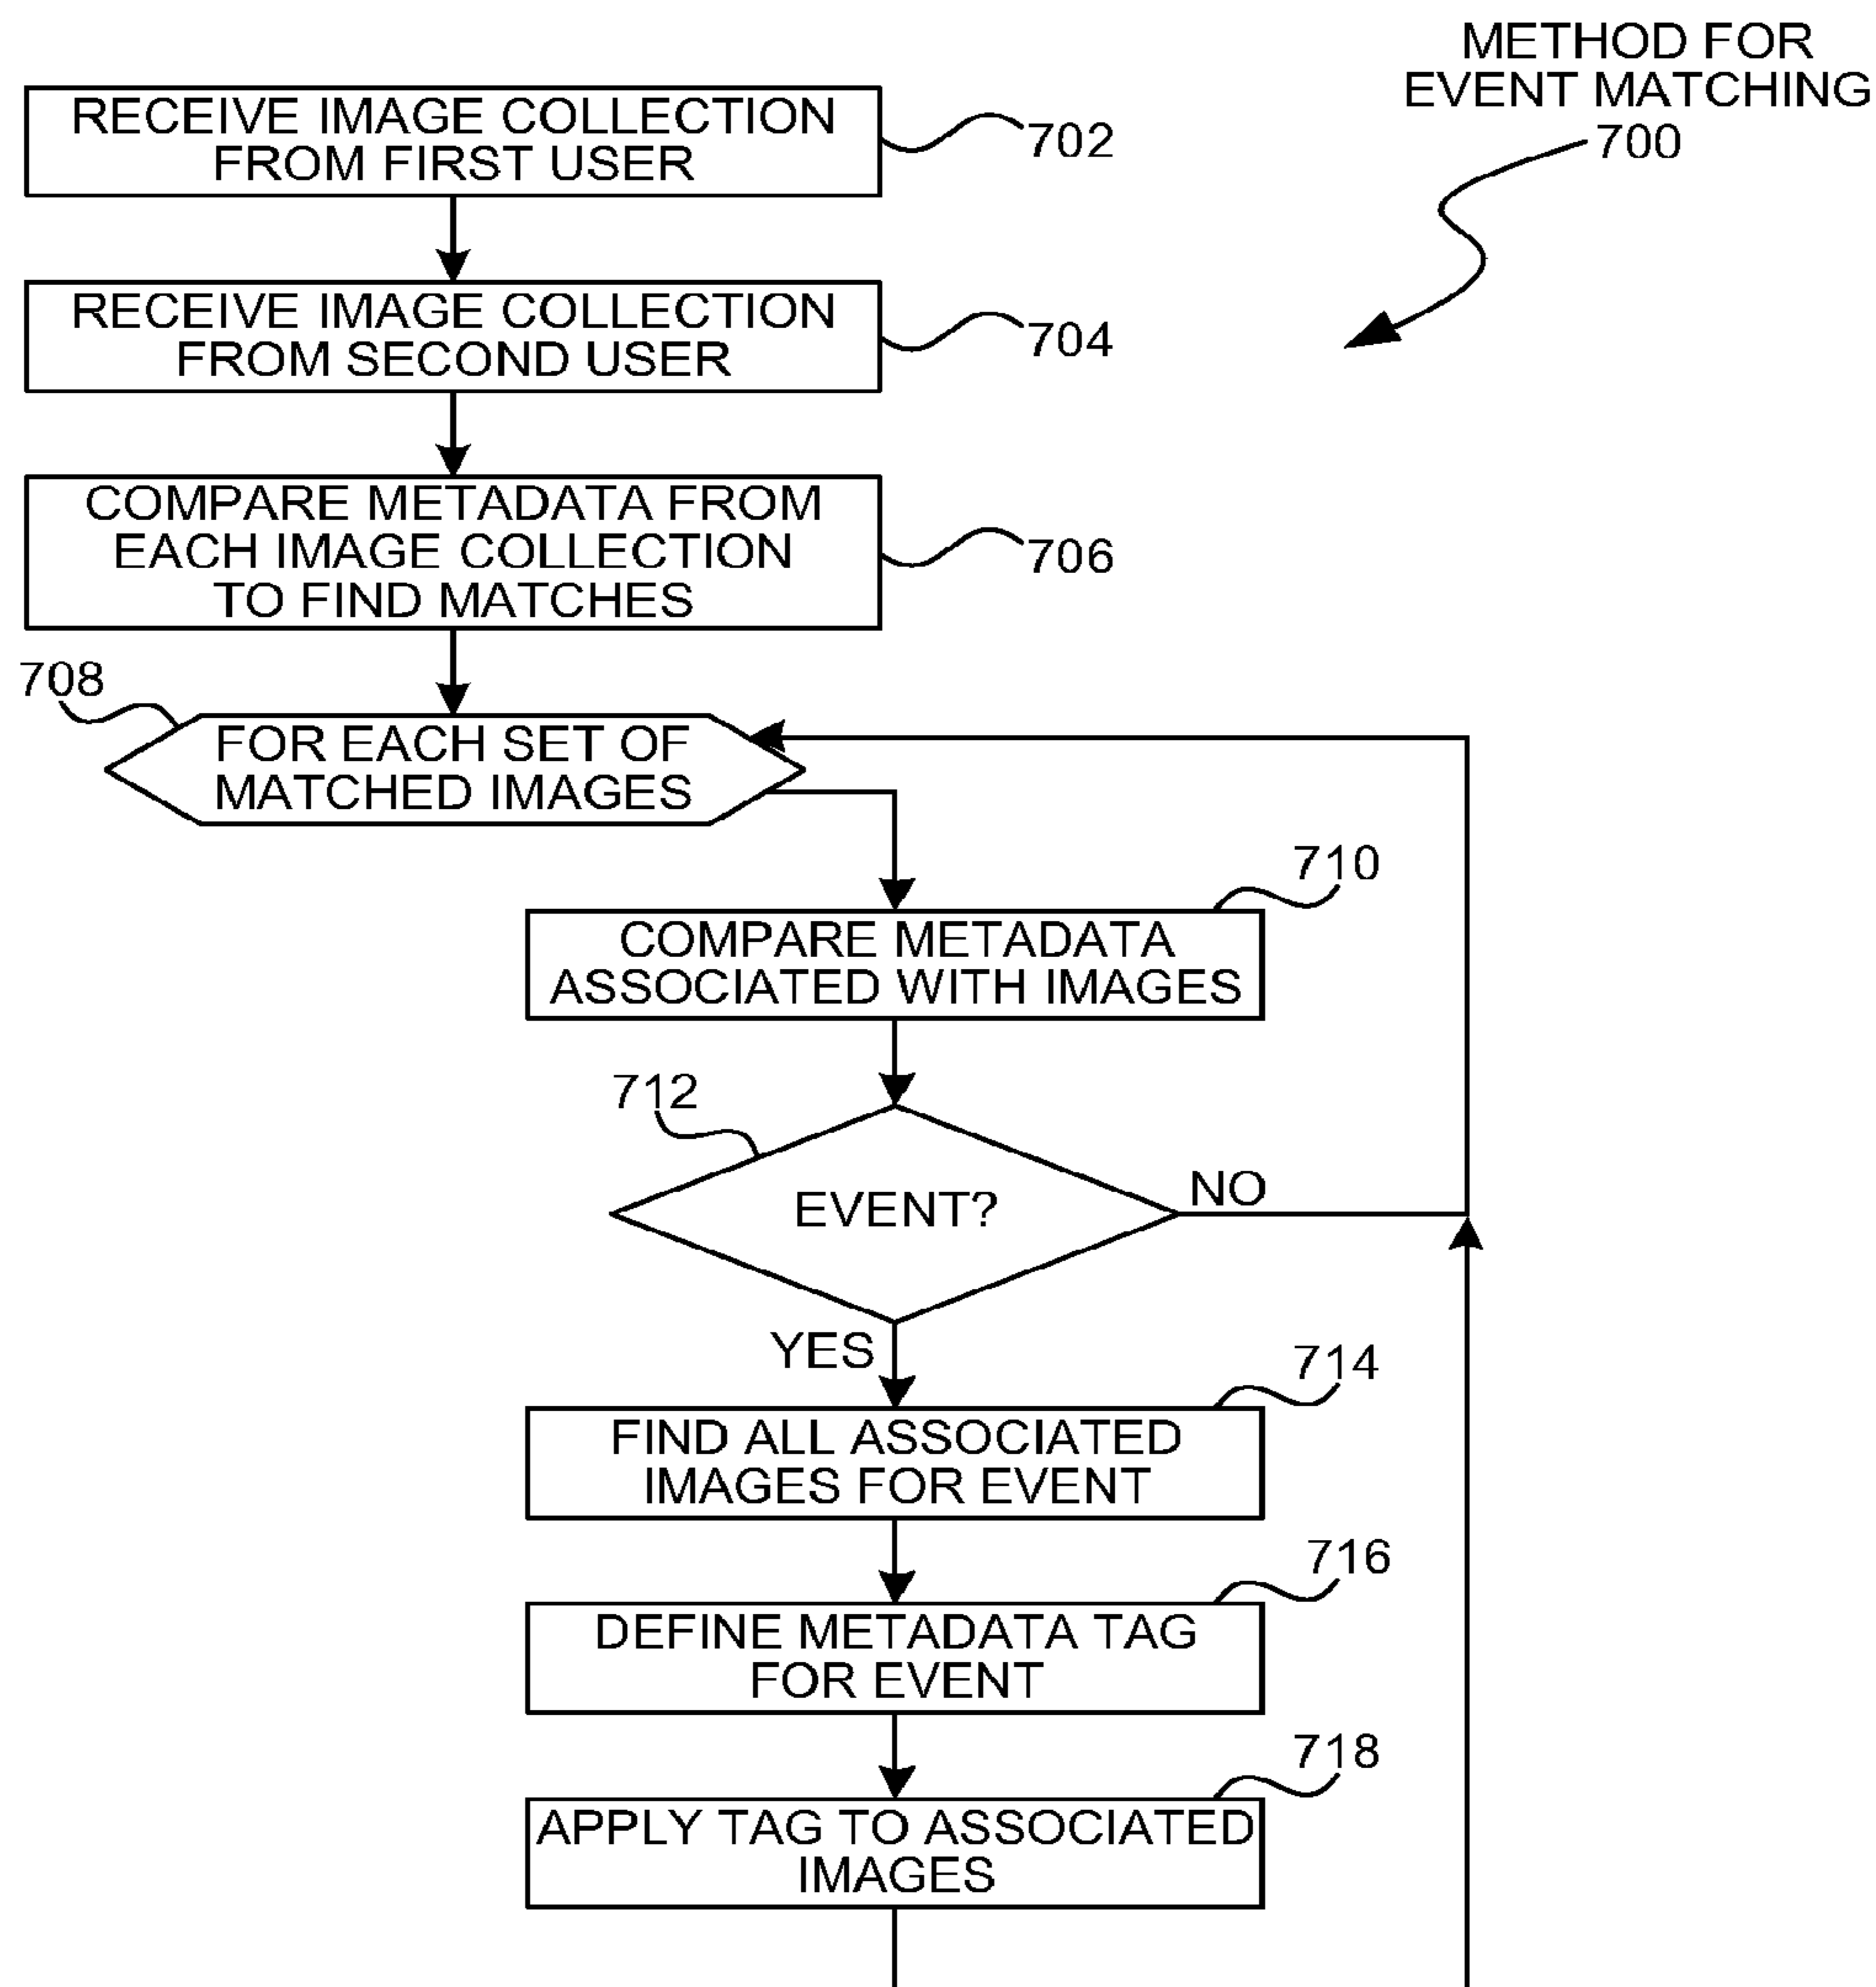 METHOD FOR
EVENT MATCHING
700
RECEIVE IMAGE COLLECTION
FROM FIRST USER
702
RECEIVE IMAGE COLLECTION
FROM SECOND USER
704
COMPARE METADATA FROM
EACH IMAGE COLLECTION
TO FIND MATCHES
706
708
FOR EACH SET OF
MATCHED IMAGES
710
COMPARE METADATA
ASSOCIATED WITH IMAGES
712
EVENT?
NO
YES
714
FIND ALL ASSOCIATED
IMAGES FOR EVENT
716
DEFINE METADATA TAG
FOR EVENT
718
APPLY TAG TO ASSOCIATED
IMAGES